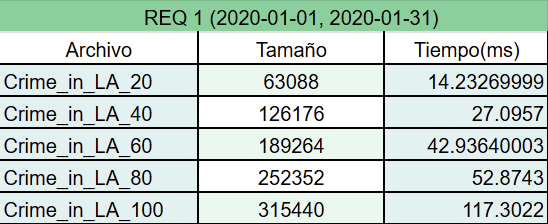 REQ 1 (2020-01-01, 2020-01-31)
Archivo Tamaño Tiempo(ms)
Crime_in_LA_20 63088 14.23269999
Crime_in_LA_40 126176 27.0957
Crime_in_LA_60 189264 42.93640003
Crime_in_LA_80 252352 52.8743
Crime_in_LA_100 315440 117.3022